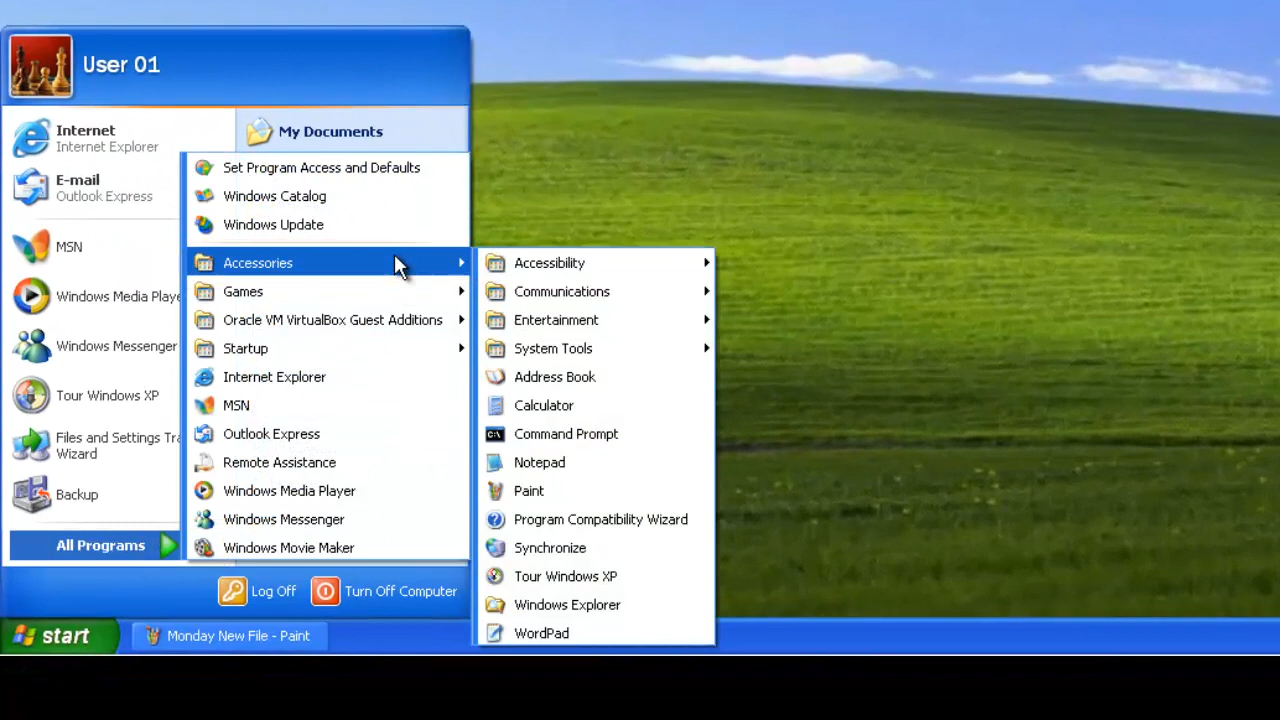 User 01
Internet
Internet Explorer
E-mail
Outlook Express
MSN
Windows Media Playe
Windows Messenger
Tour Windows XP
Files and Settings Tra
Wizard
Backup
All Programs
My Documents
Set Program Access and Defaults
Windows Catalog
Windows Update
Accessories
Games
Oracle VM VirtualBox Guest Additions
Startup
Internet Explorer
MSN
Outlook Express
Remote Assistance
Windows Media Player
Windows Messenger
Windows Movie Maker
Accessibility
Communications
Entertainment
System Tools
Address Book
Calculator
C:\
Command Prompt
Notepad
Paint
Program Compatibility Wizard
Synchronize
Tour Windows XP
Windows Explorer
WordPad
Log Off
Turn Off Computer
start
Monday New File - Paint